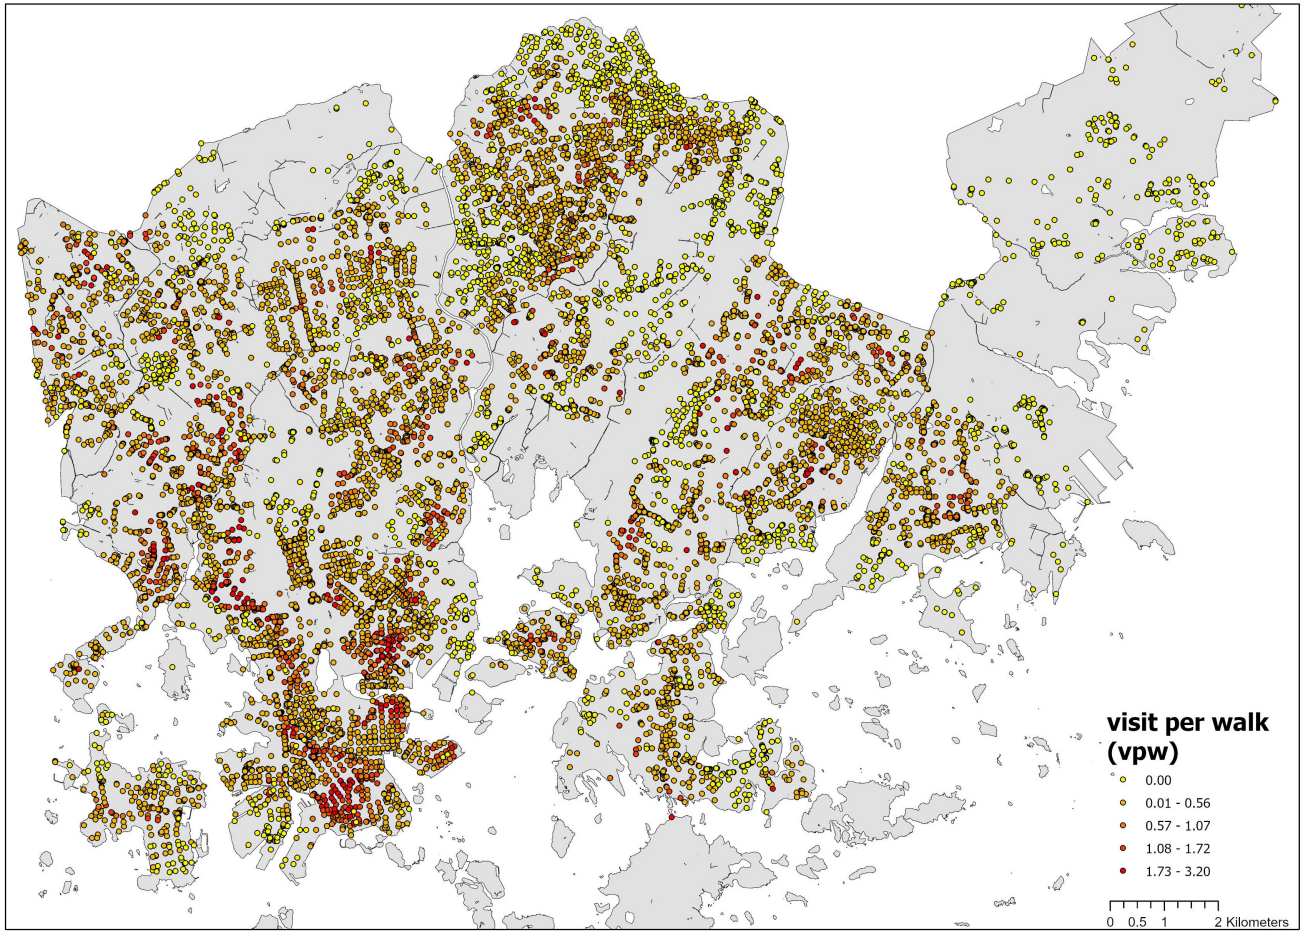 visit per walk
(vpw)
0.00
0.01 - 0.56
0.57 - 1.07
1.08 - 1.72
1.73 - 3.20
0 0.5 1 2 Kilometers